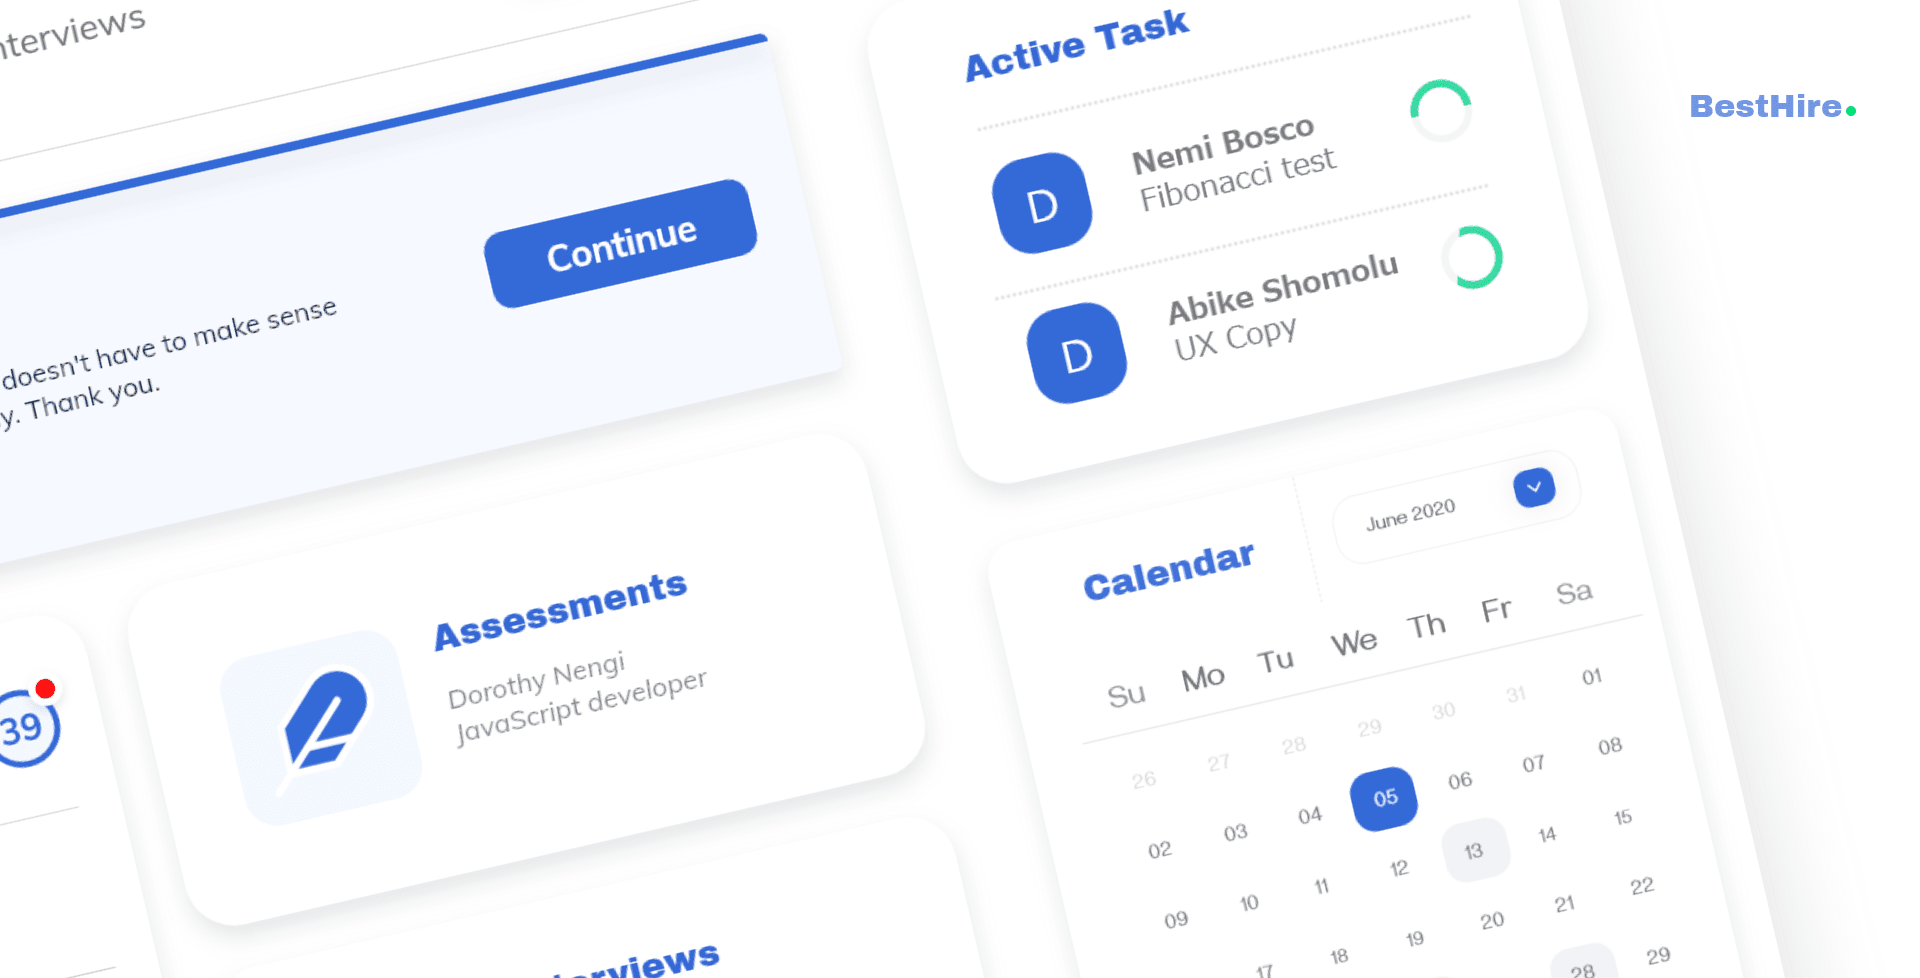 nterviews
Continue
doesn't have to make sense
y. Thank you.
39
Assessments
Dorothy Nengi
JavaScript developer
erviews
Active Task
D
Nemi Bosco
Fibonacci test
D
Abike Shomolu
UX Copy
Calendar
June 2020
Su Mo Tu We Th Fr Sa
26 27 28 29 30 31 01
02 03 04 05 06 07 08
09 10 11 12 13 14 15
17 18 19 20 21 22
28 29
BestHire.